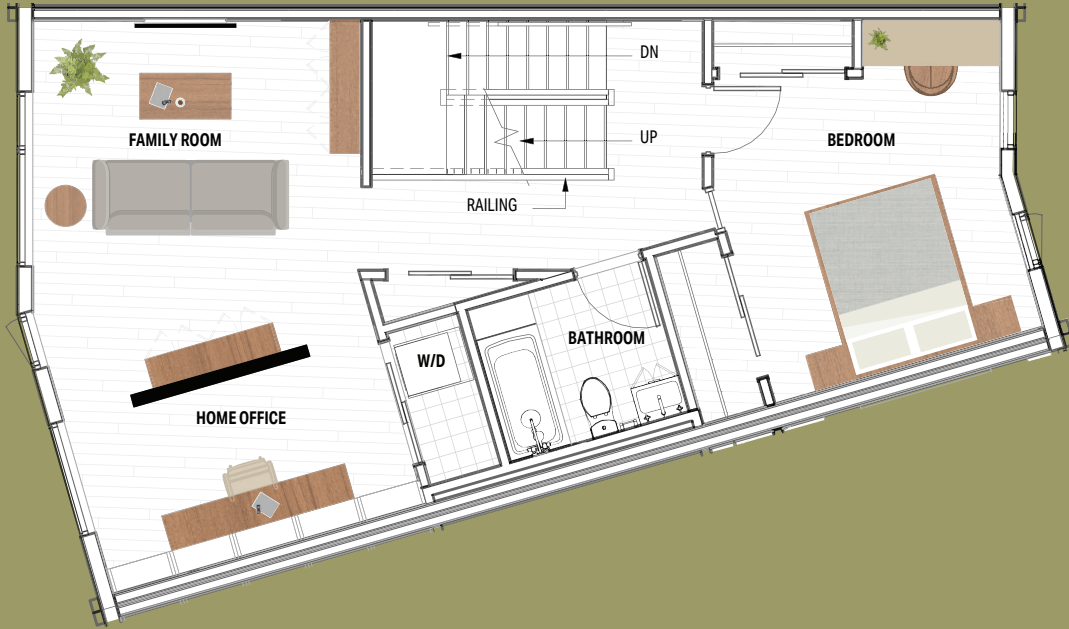 DN
FAMILY ROOM
UP
BEDROOM
RAILING
BATHROOM
W/D
HOME OFFICE